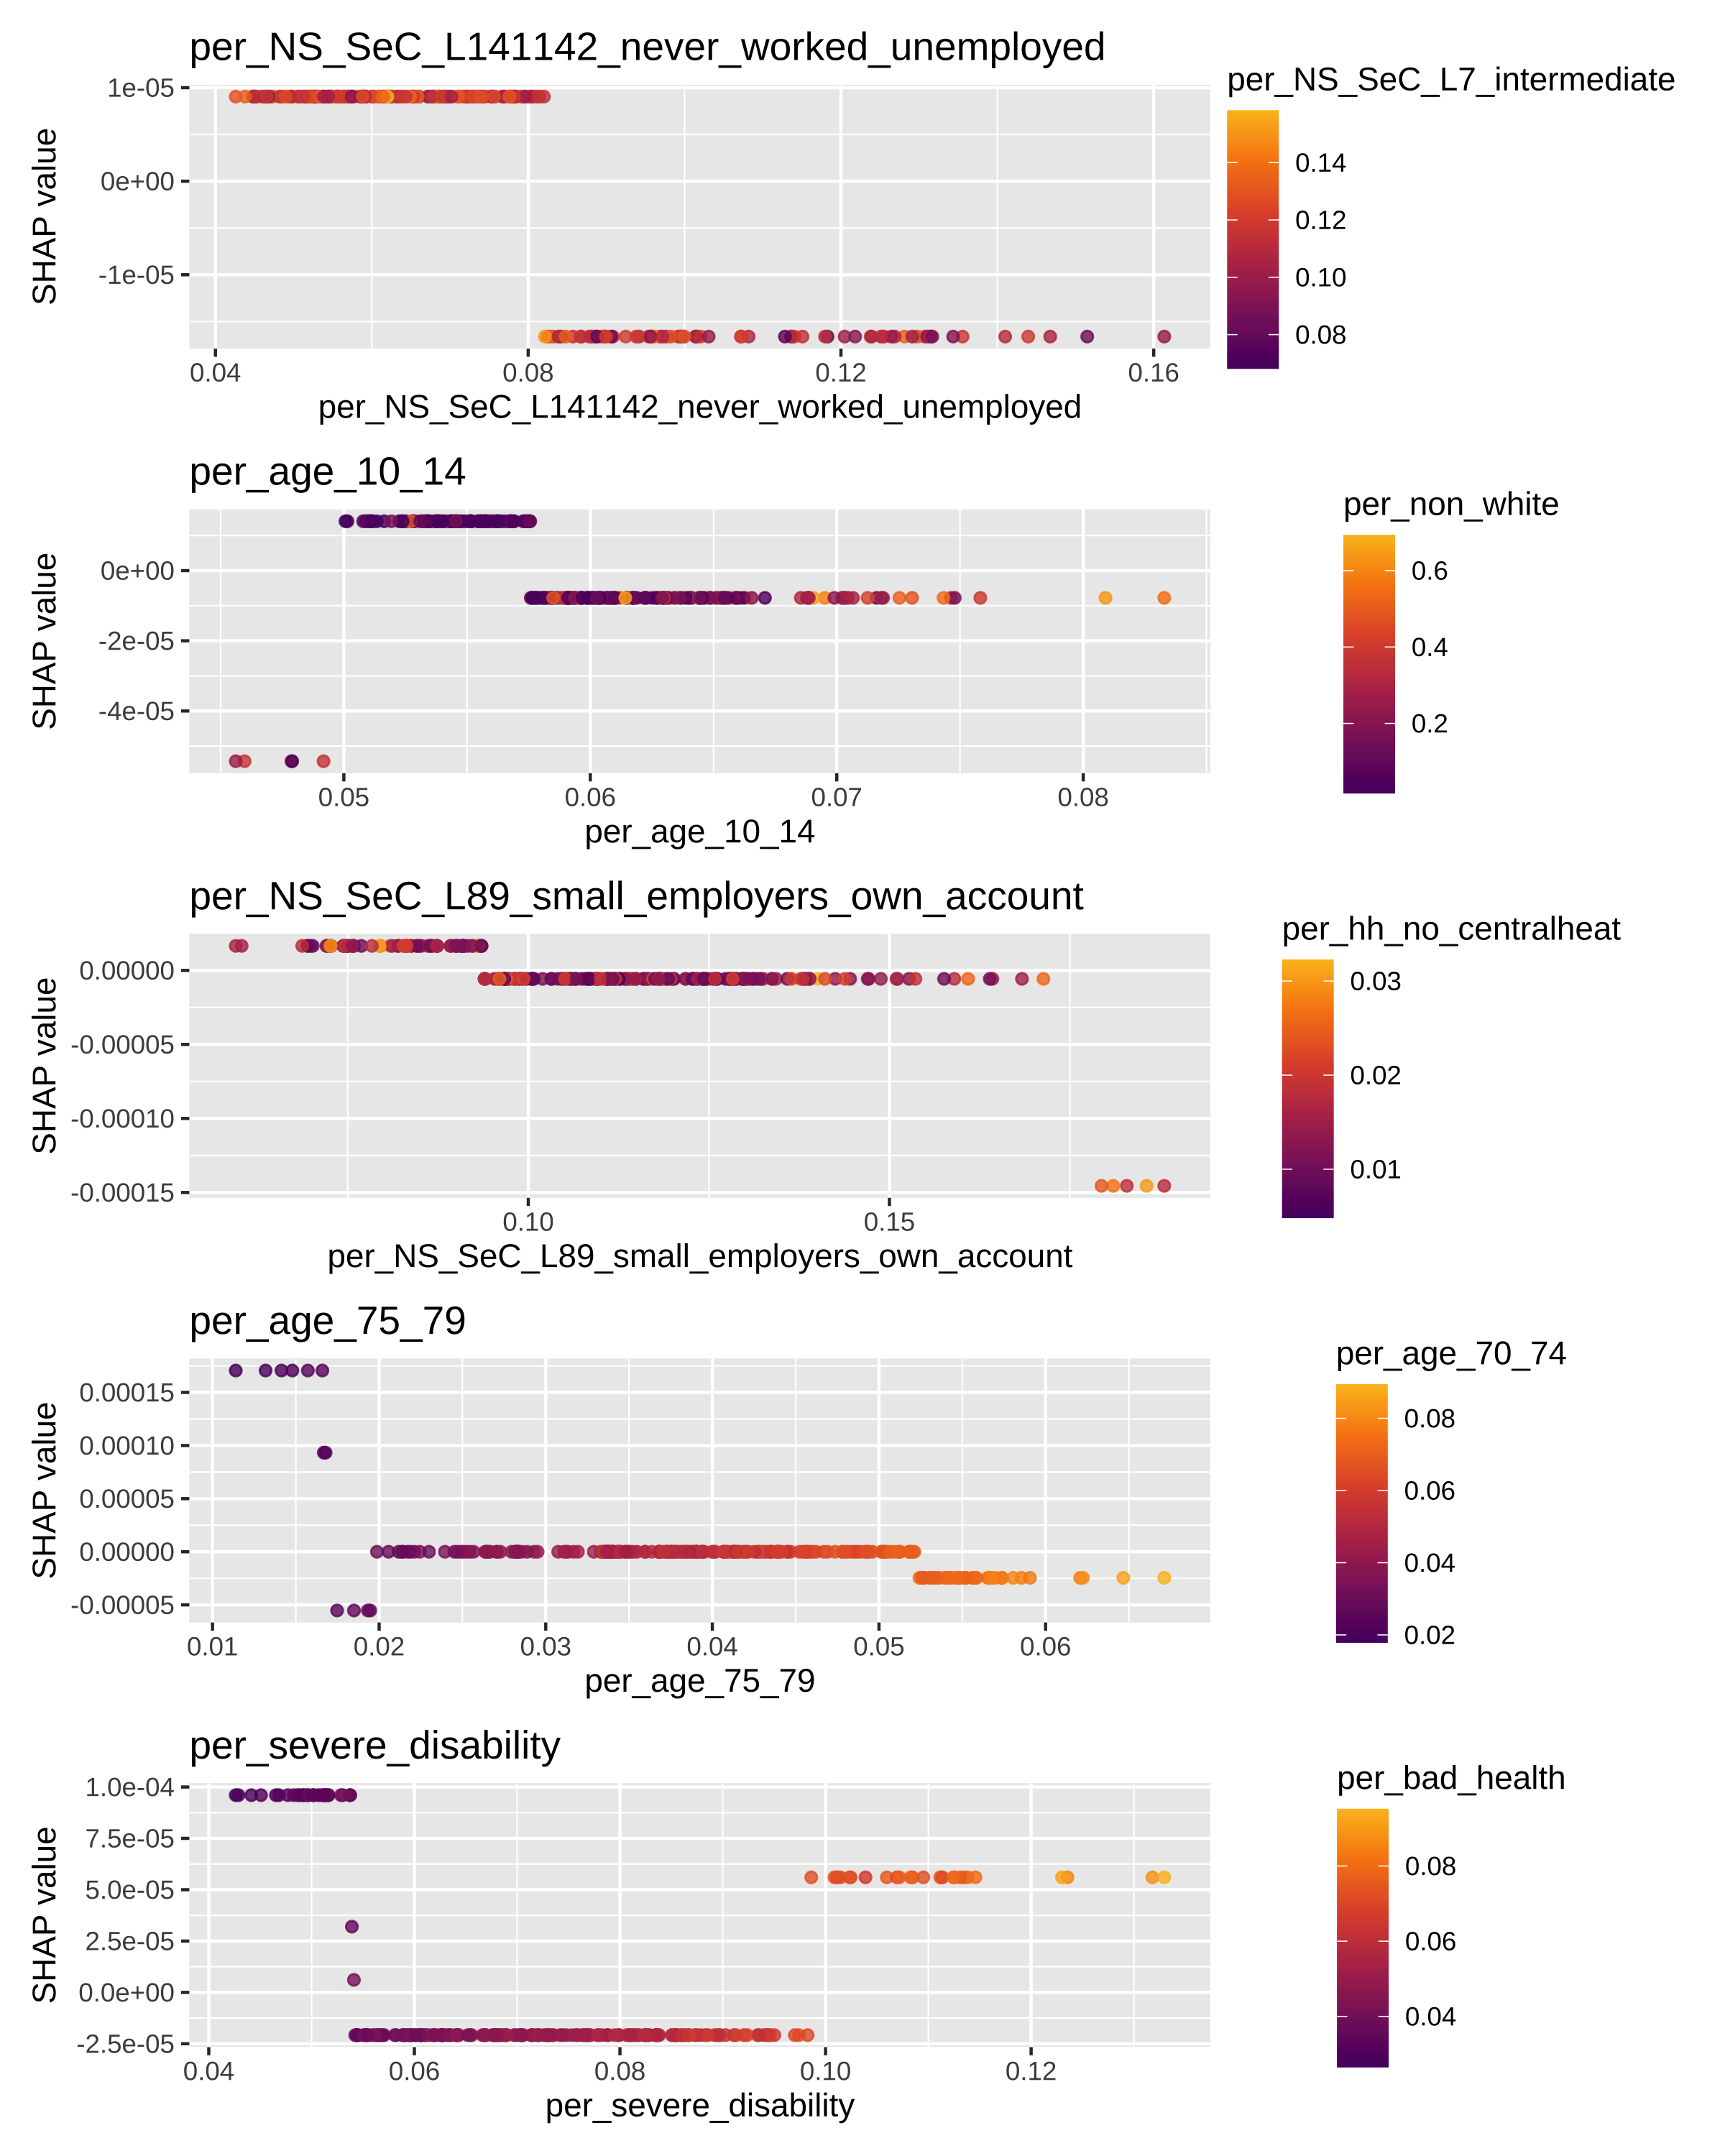 per_NS_SeC_L141142_never_worked_unemployed
per_NS_SeC_L7_intermediate
SHAP value
1e-05
0e+00
-1e-05
0.04 0.08 0.12 0.16
per_NS_SeC_L141142_never_worked_unemployed
0.14
0.12
0.10
0.08
per_age_10_14
per_non_white
SHAP value
0e+00
-2e-05
-4e-05
0.05 0.06 0.07 0.08
per_age_10_14
0.6
0.4
0.2
per_NS_SeC_L89_small_employers_own_account
per_hh_no_centralheat
SHAP value
0.00000
-0.00005
-0.00010
-0.00015
0.10 0.15
per_NS_SeC_L89_small_employers_own_account
0.03
0.02
0.01
per_age_75_79
per_age_70_74
SHAP value
0.00015
0.00010
0.00005
0.00000
-0.00005
0.01 0.02 0.03 0.04 0.05 0.06
per_age_75_79
0.08
0.06
0.04
0.02
per_severe_disability
per_bad_health
SHAP value
1.0e-04
7.5e-05
5.0e-05
2.5e-05
0.0e+00
-2.5e-05
0.04 0.06 0.08 0.10 0.12
per_severe_disability
0.08
0.06
0.04